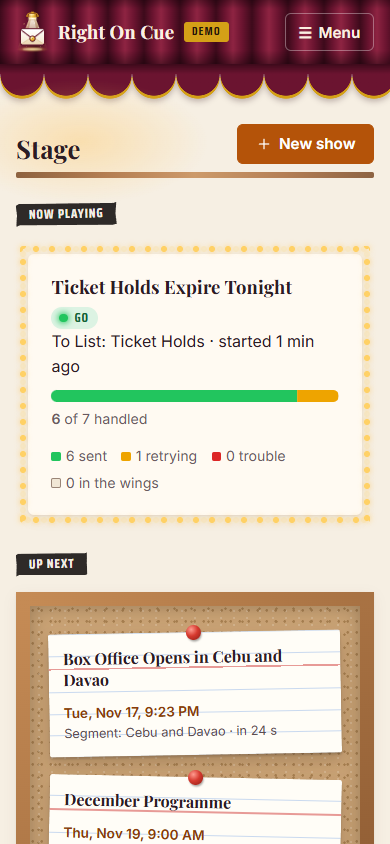 Right On Cue DEMO ☰ Menu
Stage
+ New show
NOW PLAYING
Ticket Holds Expire Tonight
GO
To List: Ticket Holds · started 1 min
ago
6 of 7 handled
6 sent 1 retrying 0 trouble
0 in the wings
UP NEXT
Box Office Opens in Cebu and
Davao
Tue, Nov 17, 9:23 PM
Segment: Cebu and Davao · in 24 s
December Programme
Thu, Nov 19, 9:00 AM